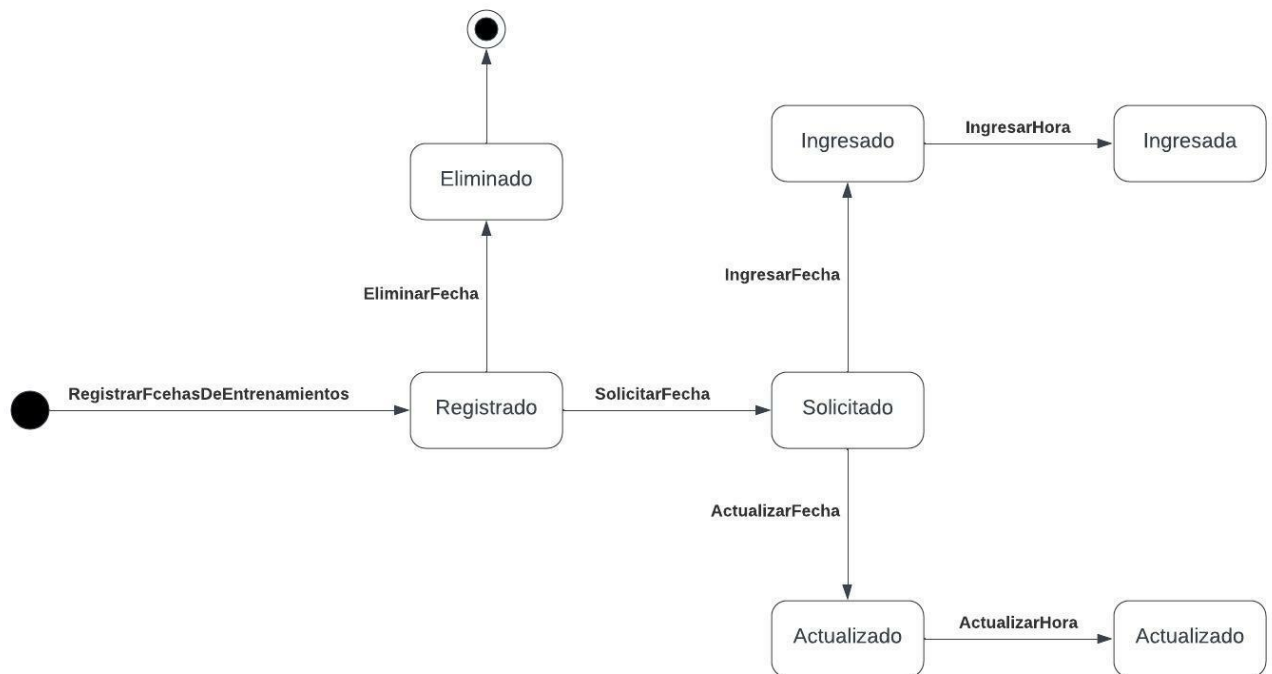 Ingresado
IngresarHora
Ingresada
Eliminado
IngresarFecha
EliminarFecha
RegistrarFcehasDeEntrenamientos
Registrado
SolicitarFecha
Solicitado
ActualizarFecha
Actualizado
ActualizarHora
Actualizado